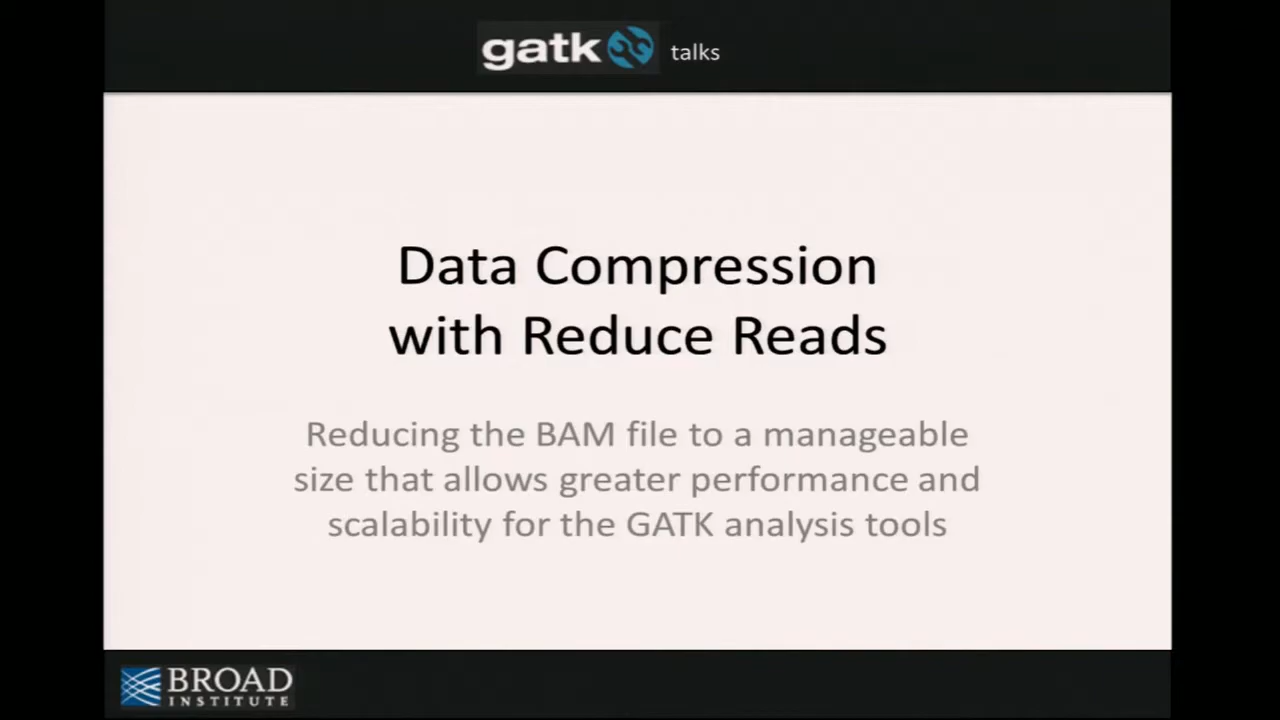 gatk talks
Data Compression
with Reduce Reads
Reducing the BAM file to a manageable
size that allows greater performance and
scalability for the GATK analysis tools
BROAD
INSTITUTE